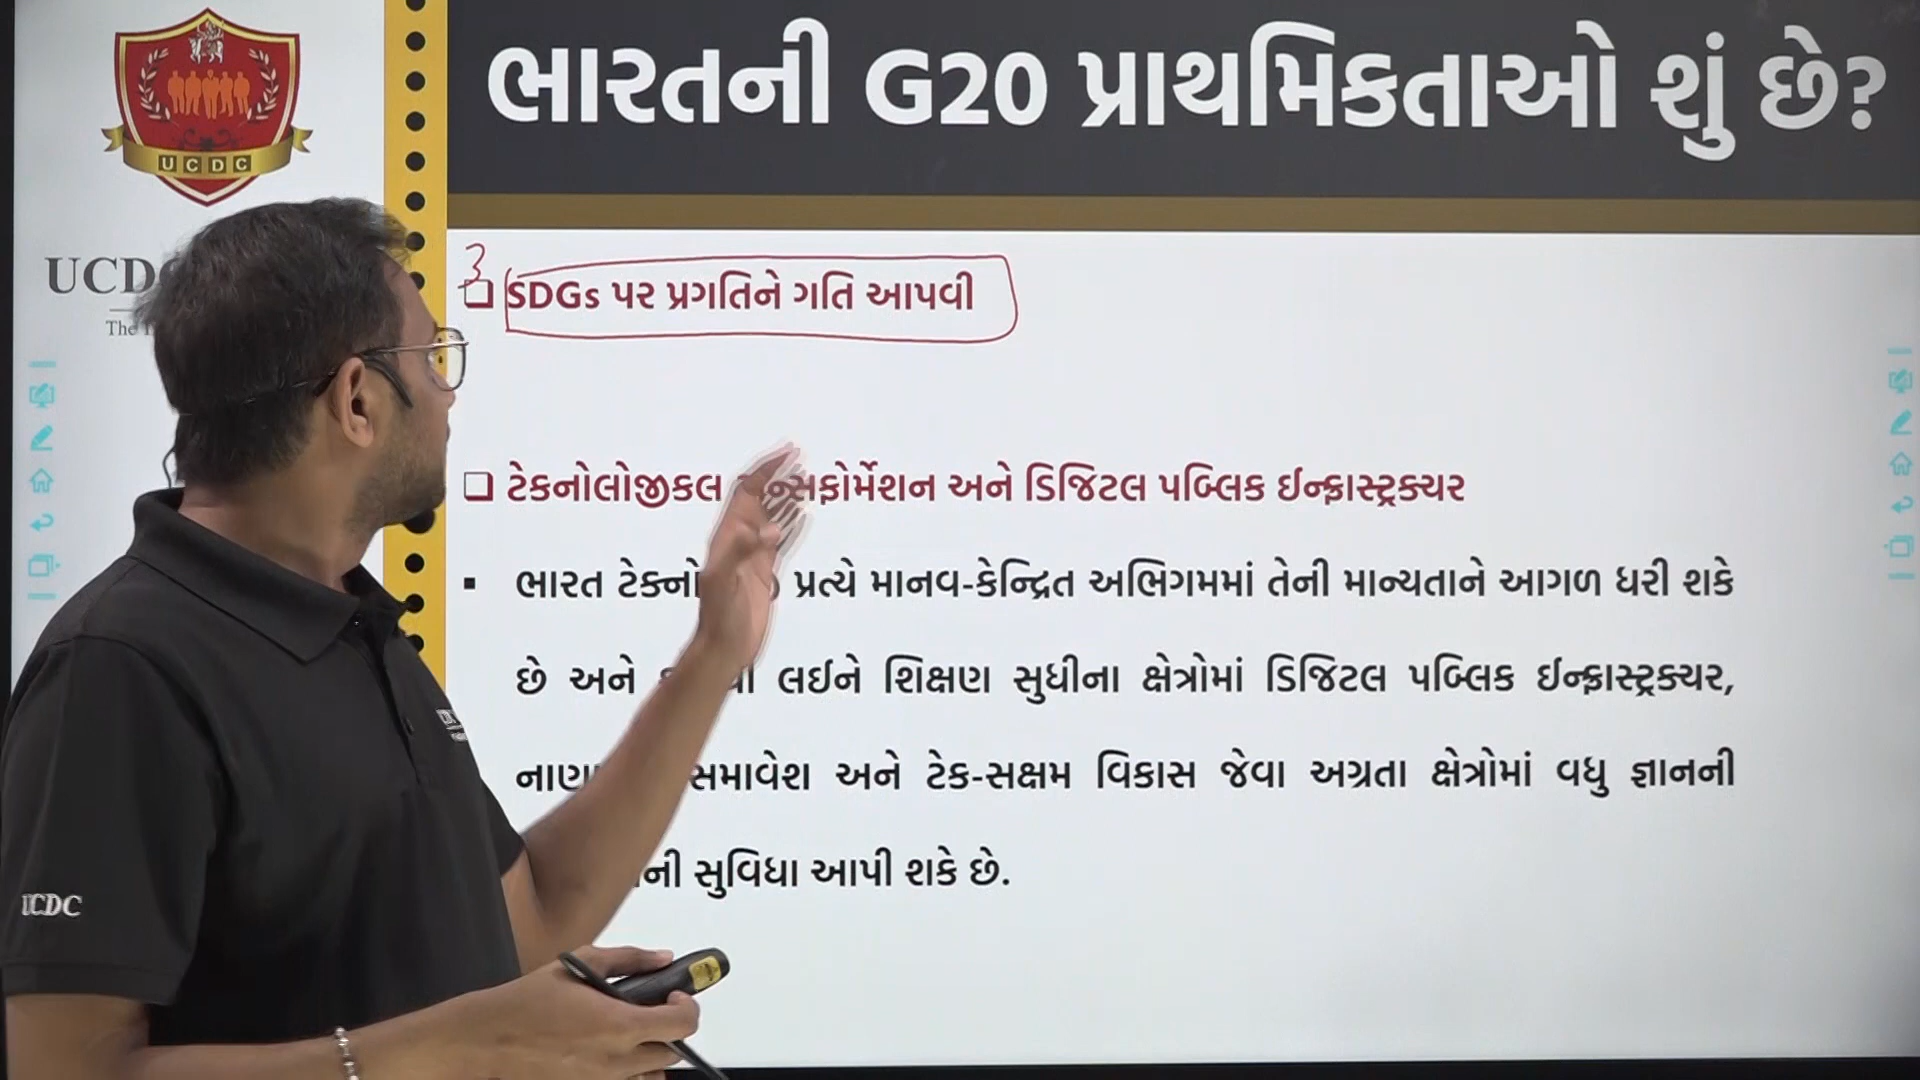 ભારતની G20 પ્રાથમિકતાઓ શું છે?
UCDC
3
SDGs પર પ્રગતિને ગતિ આપવી
The
ટેકનોલોજીકલ અને ડિજિટલ પબ્લિક ઈન્ફ્રાસ્ટ્રક્ચર
ભારત પ્રત્યે માનવ-કેન્દ્રિત અભિગમમાં તેની માન્યતાને આગળ ધરી શકે
છે અને લઈને શિક્ષણ સુધીના ક્ષેત્રોમાં ડિજિટલ પબ્લિક ઈન્ફ્રાસ્ટ્રક્ચર,
સમાવેશ અને ટેક-સક્ષમ વિકાસ જેવા અગ્રતા ક્ષેત્રોમાં વધુ જ્ઞાનની
સુવિધા આપી શકે છે.
UCDC